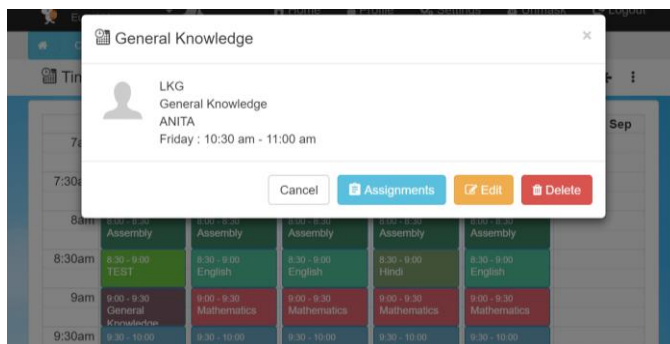 Home Profile Settings Unmask Logout
General Knowledge ×
Tim
LKG
General Knowledge
ANITA
Friday : 10:30 am - 11:00 am
Sep
7a
7:30a
Cancel Assignments Edit Delete
8am 8:00 - 8:30 8:00 - 8:30 8:00 - 8:30 8:00 - 8:30 8:00 - 8:30
Assembly Assembly Assembly Assembly Assembly
8:30am 8:30 - 9:00 8:30 - 9:00 8:30 - 9:00 8:30 - 9:00 8:30 - 9:00
TEST English English Hindi English
9am 9:00 - 9:30 9:00 - 9:30 9:00 - 9:30 9:00 - 9:30 9:00 - 9:30
General Mathematics Mathematics Mathematics Mathematics
Knowledge
9:30am 9:30 - 10:00 9:30 - 10:00 9:30 - 10:00 9:30 - 10:00 9:30 - 10:00